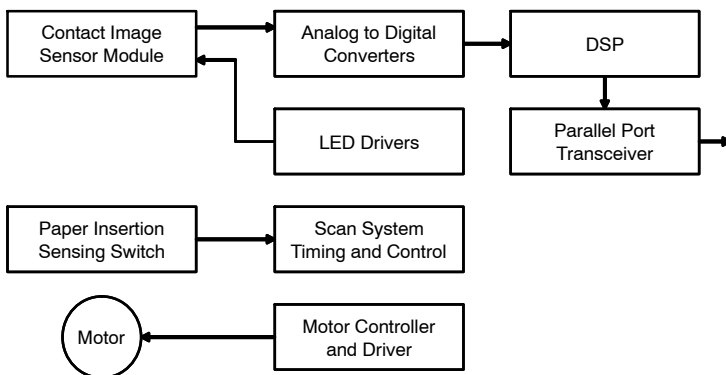 Contact Image
Sensor Module
Analog to Digital
Converters
DSP
LED Drivers
Parallel Port
Transceiver
Paper Insertion
Sensing Switch
Scan System
Timing and Control
Motor
Motor Controller
and Driver